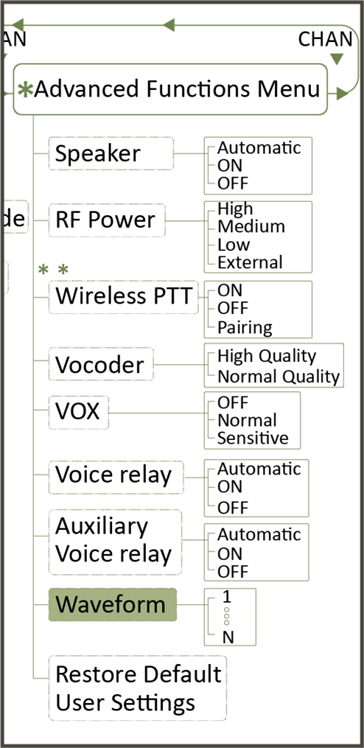 AN
CHAN
*Advanced Functions Menu
Speaker
Automatic
ON
OFF
de
RF Power
High
Medium
Low
External
* *
Wireless PTT
ON
OFF
Pairing
Vocoder
High Quality
Normal Quality
VOX
OFF
Normal
Sensitive
Voice relay
Automatic
ON
OFF
Auxiliary
Voice relay
Automatic
ON
OFF
Waveform
1
N
Restore Default
User Settings